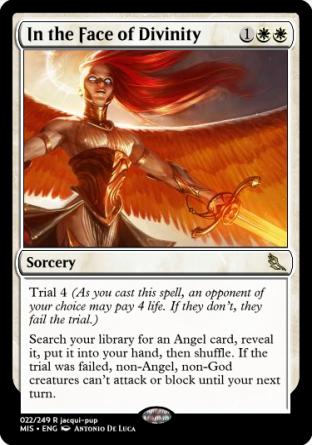 In the Face of Divinity 1
Sorcery
Trial 4 (As you cast this spell, an opponent of
your choice may pay 4 life. If they don't, they
fail the trial.)
Search your library for an Angel card, reveal
it, put it into your hand, then shuffle. If the
trial was failed, non-Angel, non-God
creatures can't attack or block until your
next turn.
022/249 R jacqui-pup
MIS • ENG Antonio De Luca